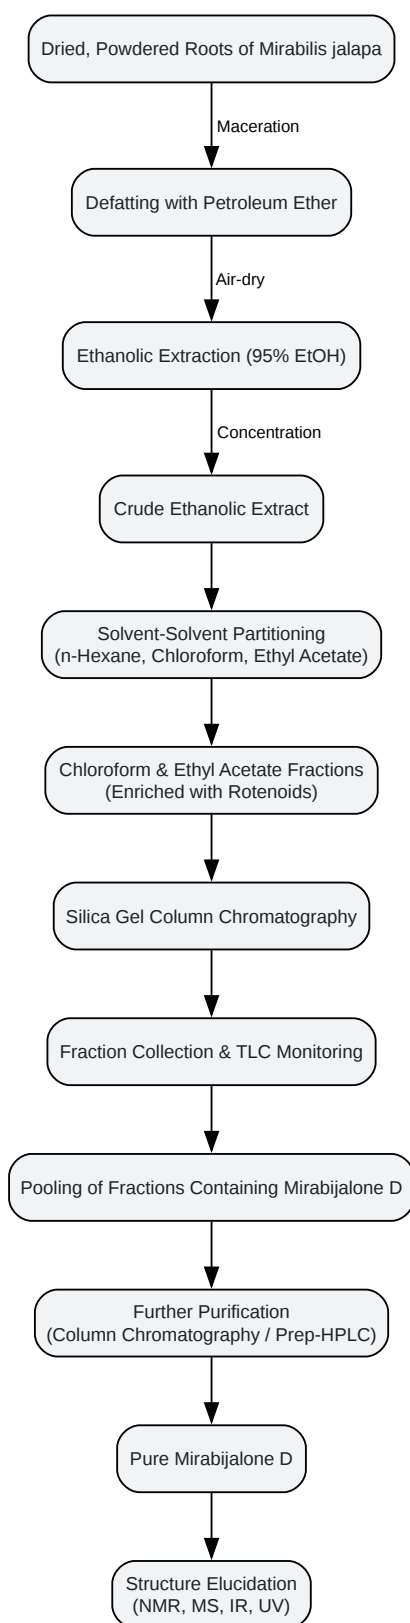 Dried, Powdered Roots of Mirabilis jalapa
Maceration
Defatting with Petroleum Ether
Air-dry
Ethanolic Extraction (95% EtOH)
Concentration
Crude Ethanolic Extract
Solvent-Solvent Partitioning
(n-Hexane, Chloroform, Ethyl Acetate)
Chloroform & Ethyl Acetate Fractions
(Enriched with Rotenoids)
Silica Gel Column Chromatography
Fraction Collection & TLC Monitoring
Pooling of Fractions Containing Mirabijalone D
Further Purification
(Column Chromatography / Prep-HPLC)
Pure Mirabijalone D
Structure Elucidation
(NMR, MS, IR, UV)